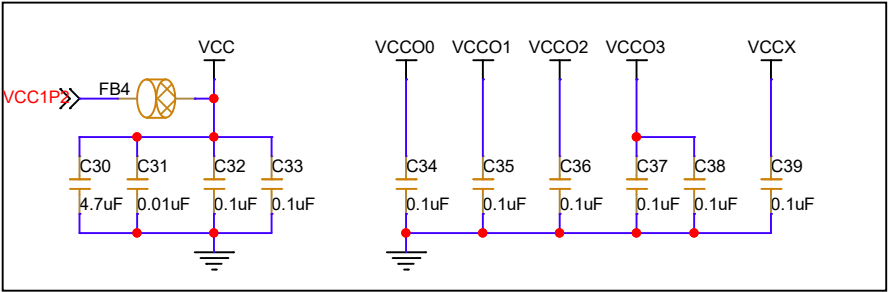 VCC VCCO0 VCCO1 VCCO2 VCCO3 VCCX
VCC1P2 FB4
C30 C31 C32 C33 C34 C35 C36 C37 C38 C39
4.7uF 0.01uF 0.1uF 0.1uF 0.1uF 0.1uF 0.1uF 0.1uF 0.1uF 0.1uF